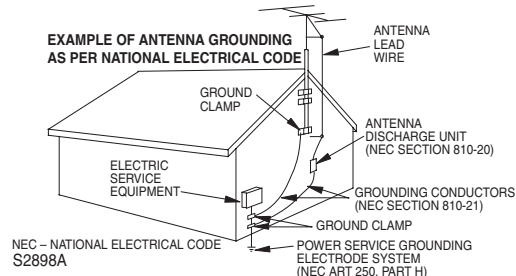 EXAMPLE OF ANTENNA GROUNDING
AS PER NATIONAL ELECTRICAL CODE
ANTENNA
LEAD
WIRE
GROUND
CLAMP
ANTENNA
DISCHARGE UNIT
(NEC SECTION 810-20)
ELECTRIC
SERVICE
EQUIPMENT
GROUNDING CONDUCTORS
(NEC SECTION 810-21)
GROUND CLAMP
NEC – NATIONAL ELECTRICAL CODE
S2898A
POWER SERVICE GROUNDING
ELECTRODE SYSTEM
(NEC ART 250, PART H)